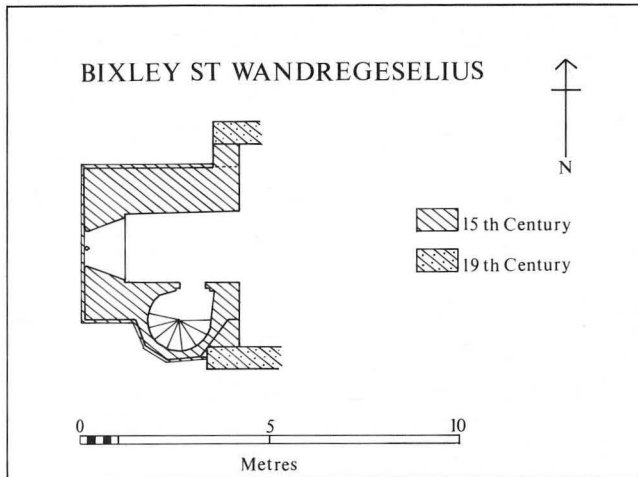 BIXLEY ST WANDREGESELIUS
N
15 th Century
19 th Century
0 5 10
Metres